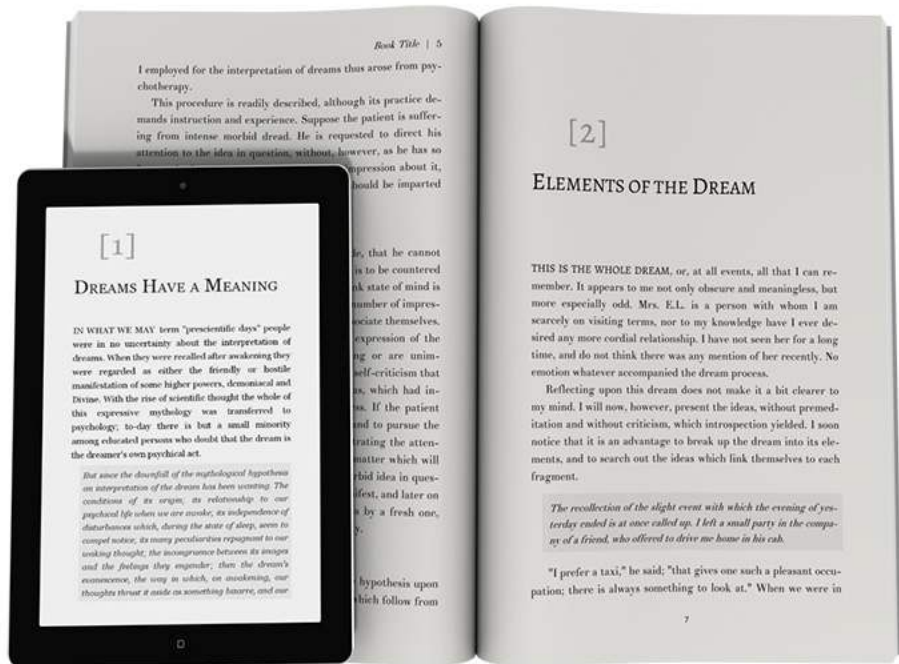 Book Title | 5
I employed for the interpretation of dreams thus arose from psy-
chotherapy.
This procedure is readily described, although its practice de-
mands instruction and experience. Suppose the patient is suffer-
ing from intense morbid dread. He is requested to direct his
attention to the idea in question, without, however, as he has so
impression about it,
should be imparted
that he cannot
is to be countered
state of mind is
number of impres-
ociate themselves,
expression of the
ng or are unim-
self-criticism that
which had in-
If the patient
and to pursue the
trating the atten-
matter which will
rbid idea in ques-
ifest, and later on
by a fresh one,
hypothesis upon
which follow from
[1]
DREAMS HAVE A MEANING
IN WHAT WE MAY term "prescientific days" people
were in no uncertainty about the interpretation of
dreams. When they were recalled after awakening they
were regarded as either the friendly or hostile
manifestation of some higher powers, demoniacal and
Divine. With the rise of scientific thought the whole of
this expressive mythology was transferred to
psychology; to-day there is but a small minority
among educated persons who doubt that the dream is
the dreamer's own psychical act.
But since the downfall of the mythological hypothesis
an interpretation of the dream has been wanting. The
conditions of its origin; its relationship to our
psychical life when we are awake; its independence of
disturbances which, during the state of sleep, seem to
compel notice; its many peculiarities repugnant to our
waking thought; the incongruence between its images
and the feelings they engender; then the dream's
evanescence, the way in which, on awakening, our
thoughts thrust it aside as something bizarre, and our
[2]
ELEMENTS OF THE DREAM
THIS IS THE WHOLE DREAM, or, at all events, all that I can re-
member. It appears to me not only obscure and meaningless, but
more especially odd. Mrs. E.L. is a person with whom I am
scarcely on visiting terms, nor to my knowledge have I ever de-
sired any more cordial relationship. I have not seen her for a long
time, and do not think there was any mention of her recently. No
emotion whatever accompanied the dream process.
Reflecting upon this dream does not make it a bit clearer to
my mind. I will now, however, present the ideas, without premed-
itation and without criticism, which introspection yielded. I soon
notice that it is an advantage to break up the dream into its ele-
ments, and to search out the ideas which link themselves to each
fragment.
The recollection of the slight event with which the evening of yes-
terday ended is at once called up. I left a small party in the compa-
ny of a friend, who offered to drive me home in his cab.
"I prefer a taxi," he said; "that gives one such a pleasant occu-
pation; there is always something to look at." When we were in
7